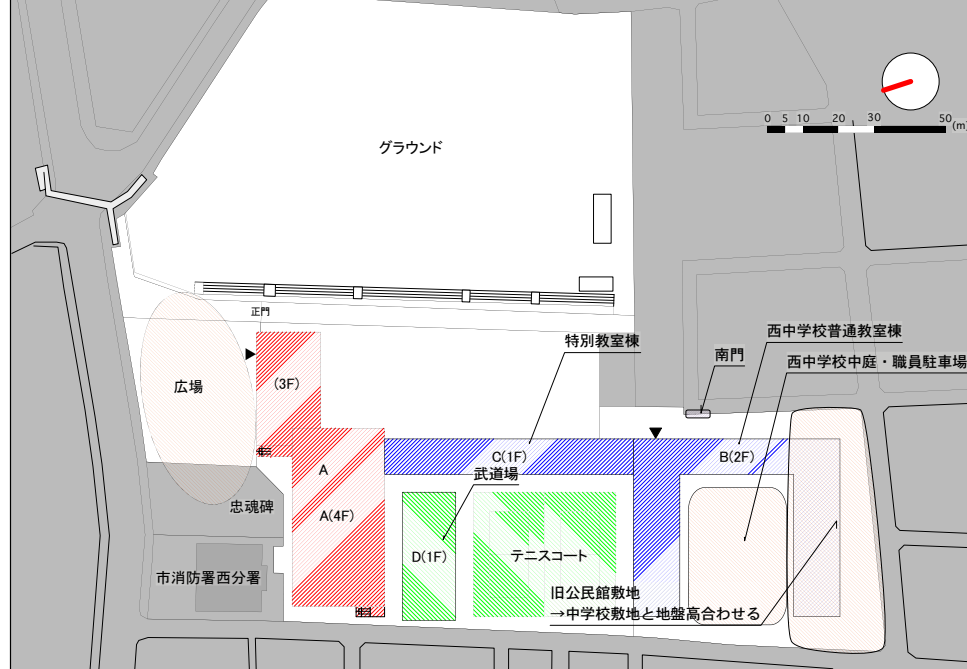 グラウンド
0 5 10 20 30 50 (m)
正門
特別教室棟
西中学校普通教室棟
南門
西中学校中庭・職員駐車場
広場
(3F)
C(1F)
B(2F)
A
武道場
忠魂碑
A(4F)
D(1F)
テニスコート
市消防署西分署
旧公民館敷地
→中学校敷地と地盤高合わせる